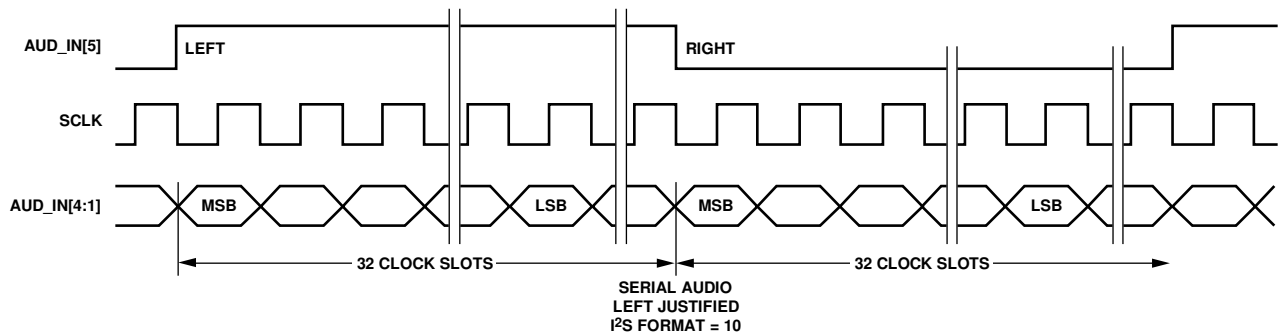 AUD_IN[5]
LEFT
RIGHT
SCLK
AUD_IN[4:1]
MSB
LSB
MSB
LSB
32 CLOCK SLOTS
32 CLOCK SLOTS
SERIAL AUDIO
LEFT JUSTIFIED
I²S FORMAT = 10